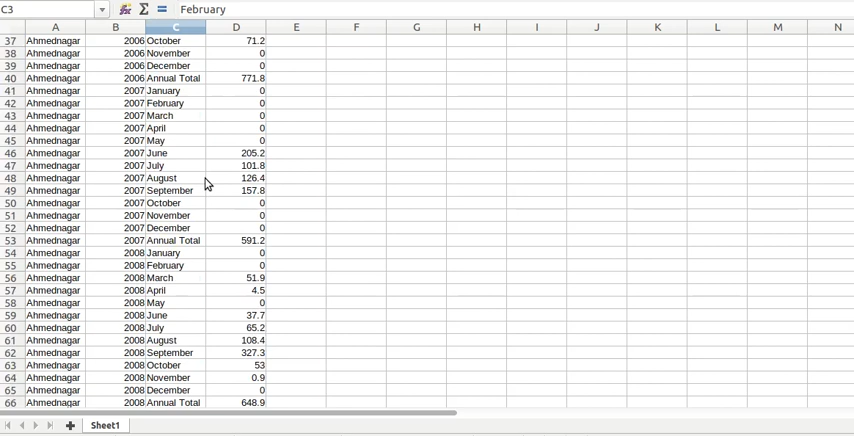 C3 Σ = February
A B C D E F G H I J K L M N
37 Ahmednagar 2006 October 71.2
38 Ahmednagar 2006 November 0
39 Ahmednagar 2006 December 0
40 Ahmednagar 2006 Annual Total 771.8
41 Ahmednagar 2007 January 0
42 Ahmednagar 2007 February 0
43 Ahmednagar 2007 March 0
44 Ahmednagar 2007 April 0
45 Ahmednagar 2007 May 0
46 Ahmednagar 2007 June 205.2
47 Ahmednagar 2007 July 101.8
48 Ahmednagar 2007 August 126.4
49 Ahmednagar 2007 September 157.8
50 Ahmednagar 2007 October 0
51 Ahmednagar 2007 November 0
52 Ahmednagar 2007 December 0
53 Ahmednagar 2007 Annual Total 591.2
54 Ahmednagar 2008 January 0
55 Ahmednagar 2008 February 0
56 Ahmednagar 2008 March 51.9
57 Ahmednagar 2008 April 4.5
58 Ahmednagar 2008 May 0
59 Ahmednagar 2008 June 37.7
60 Ahmednagar 2008 July 65.2
61 Ahmednagar 2008 August 108.4
62 Ahmednagar 2008 September 327.3
63 Ahmednagar 2008 October 53
64 Ahmednagar 2008 November 0.9
65 Ahmednagar 2008 December 0
66 Ahmednagar 2008 Annual Total 648.9
Sheet1